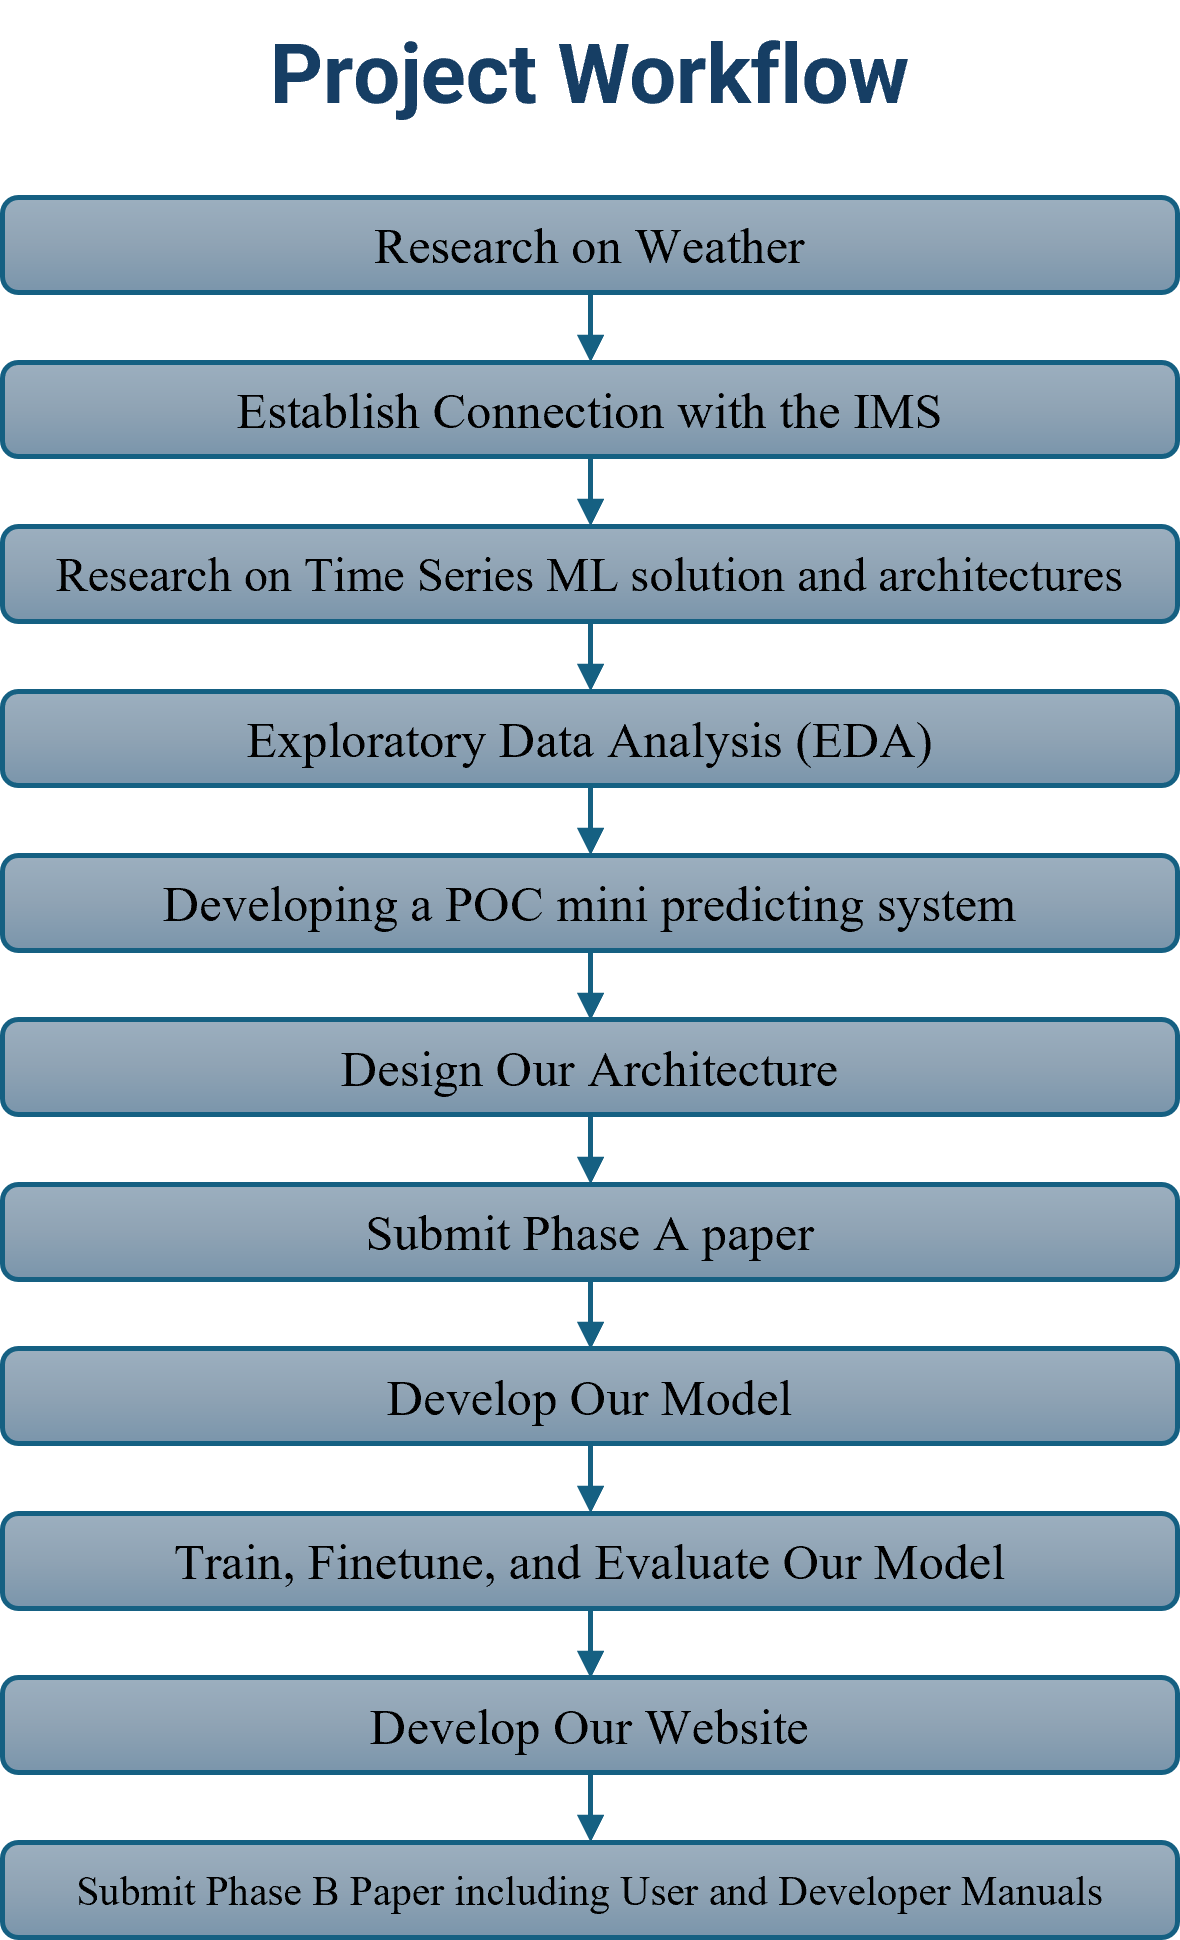 Project Workflow
Research on Weather
Establish Connection with the IMS
Research on Time Series ML solution and architectures
Exploratory Data Analysis (EDA)
Developing a POC mini predicting system
Design Our Architecture
Submit Phase A paper
Develop Our Model
Train, Finetune, and Evaluate Our Model
Develop Our Website
Submit Phase B Paper including User and Developer Manuals